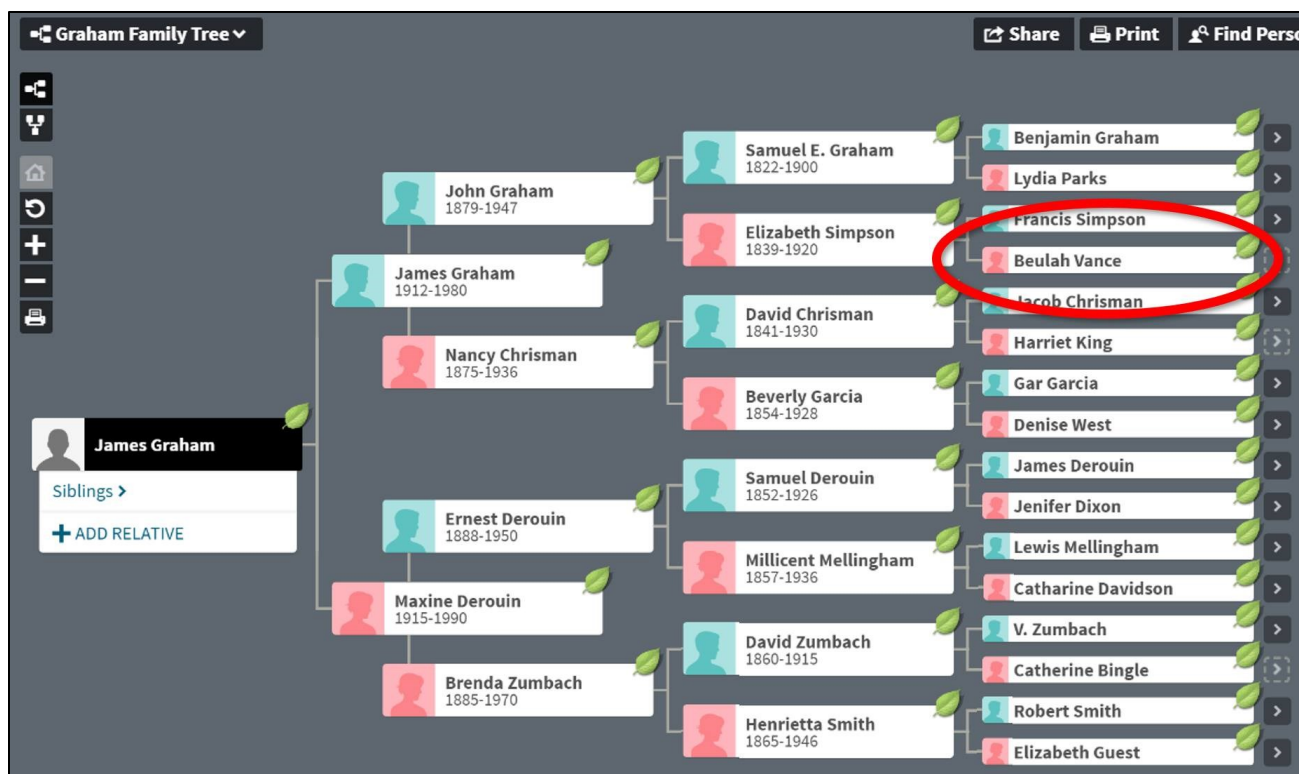 Graham Family Tree
Share
Print
Find Perso
Samuel E. Graham
1822-1900
Benjamin Graham
Lydia Parks
John Graham
1879-1947
Elizabeth Simpson
1839-1920
Francis Simpson
Beulah Vance
James Graham
1912-1980
David Chrisman
1841-1930
Jacob Chrisman
Harriet King
Nancy Chrisman
1875-1936
Beverly Garcia
1854-1928
Gar Garcia
Denise West
James Graham
Siblings >
ADD RELATIVE
Samuel Derouin
1852-1926
James Derouin
Jenifer Dixon
Ernest Derouin
1888-1950
Millicent Mellingham
1857-1936
Lewis Mellingham
Catharine Davidson
Maxine Derouin
1915-1990
David Zumbach
1860-1915
V. Zumbach
Catherine Bingle
Brenda Zumbach
1885-1970
Henrietta Smith
1865-1946
Robert Smith
Elizabeth Guest